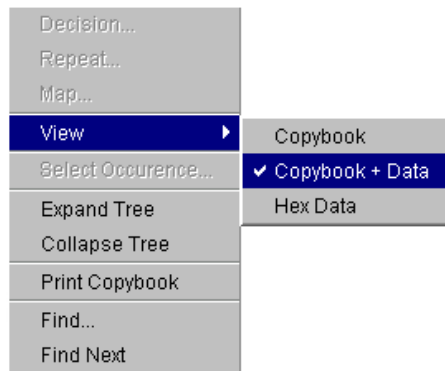 Decision...
Repeat...
Map...
View
Select Occurence...
Expand Tree
Collapse Tree
Print Copybook
Find...
Find Next
Copybook
Copybook + Data
Hex Data